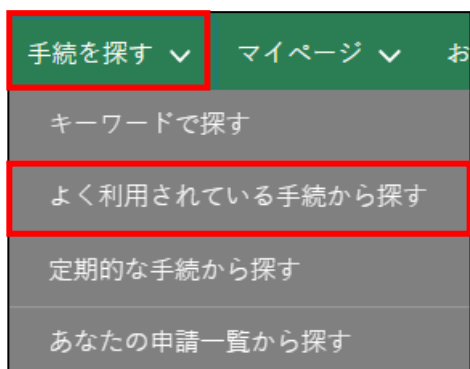 手続を探す マイページ お
キーワードで探す
よく利用されている手続から探す
定期的な手続から探す
あなたの申請一覧から探す